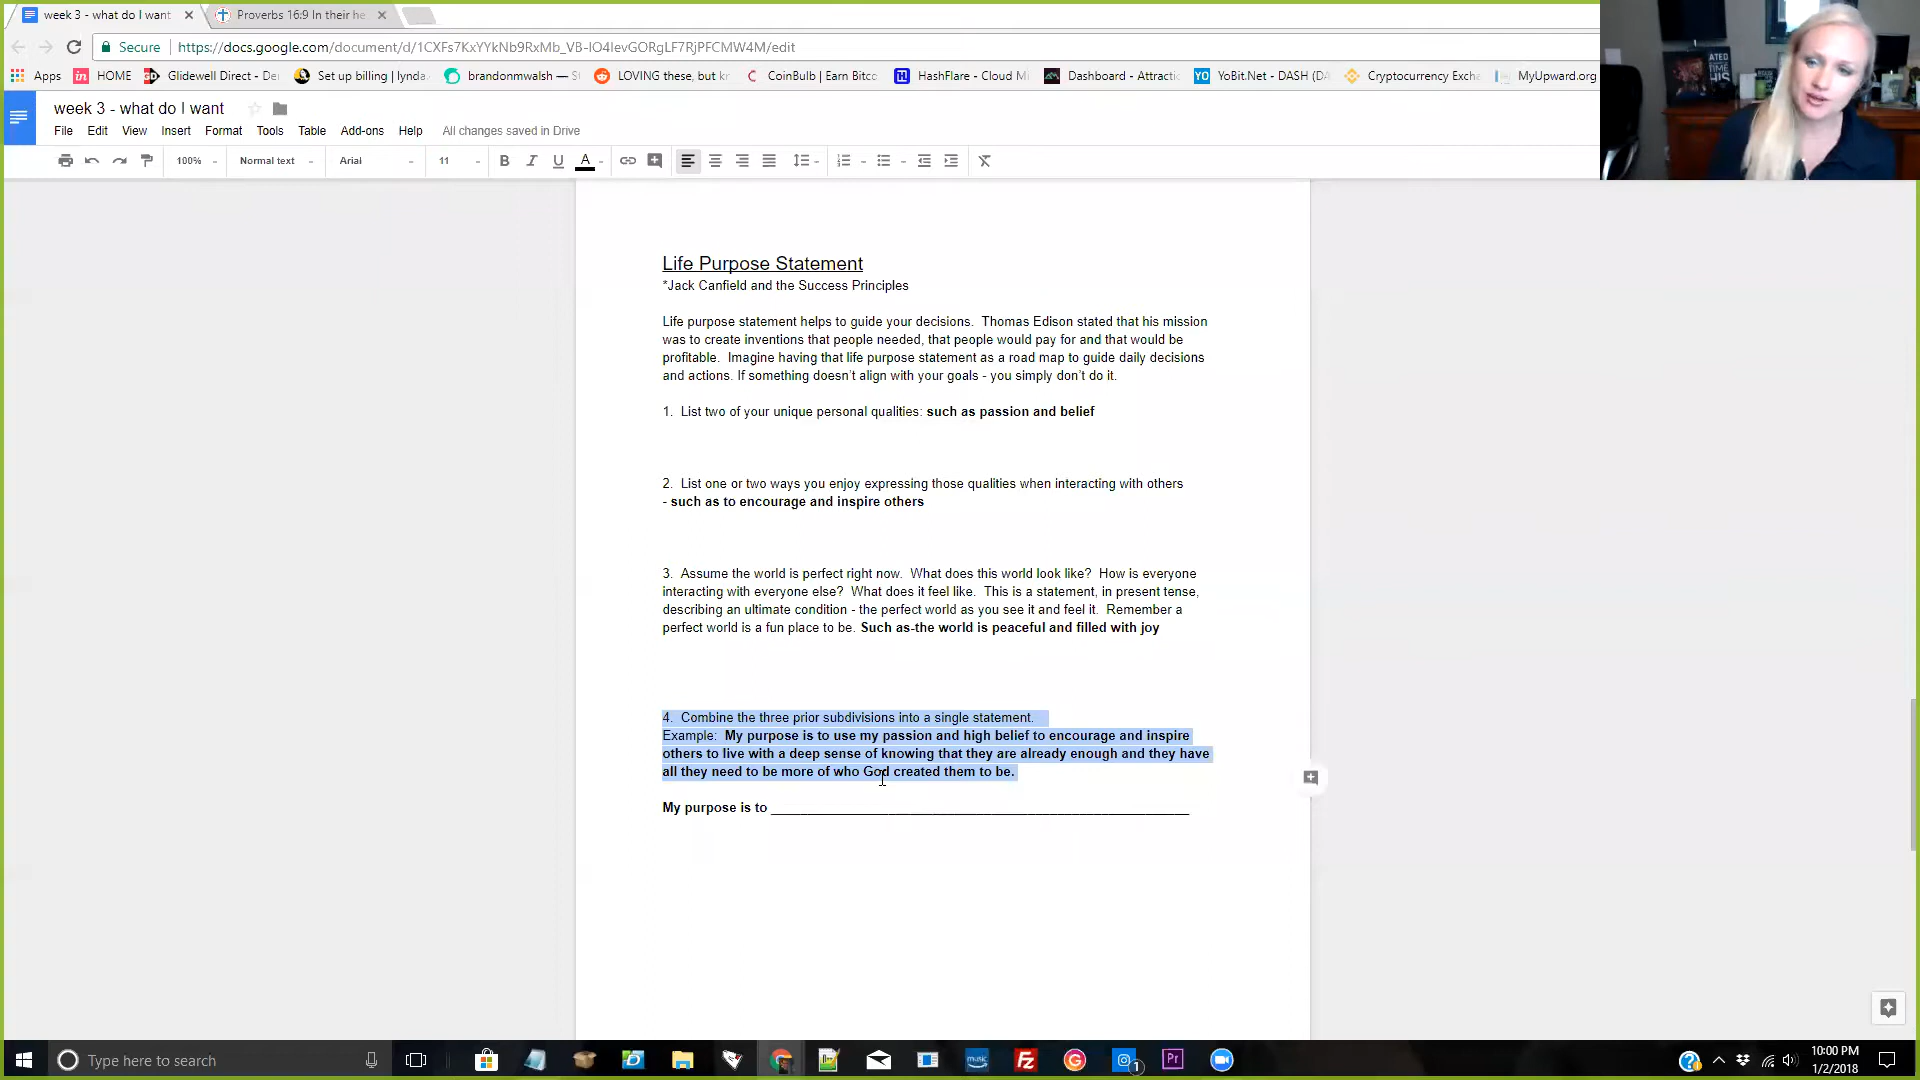 week 3 - what do I want
Proverbs 16:9 In their he
Secure
https://docs.google.com/document/d/1CXFs7KxYYkNb9RxMb_VB-IO4IevGORgLF7RjPFCMW4M/edit
Apps
HOME
Glidewell Direct - De
Set up billing | lynda.
brandonmwalsh — S
LOVING these, but kr
CoinBulb | Earn Bitco
HashFlare - Cloud Mi
Dashboard - Attracti
YoBit.Net - DASH (DA
Cryptocurrency Exch
MyUpward.org
week 3 - what do I want
File Edit View Insert Format Tools Table Add-ons Help All changes saved in Drive
100% Normal text Arial 11 B I U A
Life Purpose Statement
*Jack Canfield and the Success Principles
Life purpose statement helps to guide your decisions. Thomas Edison stated that his mission
was to create inventions that people needed, that people would pay for and that would be
profitable. Imagine having that life purpose statement as a road map to guide daily decisions
and actions. If something doesn't align with your goals - you simply don't do it.
1. List two of your unique personal qualities: such as passion and belief
2. List one or two ways you enjoy expressing those qualities when interacting with others
- such as to encourage and inspire others
3. Assume the world is perfect right now. What does this world look like? How is everyone
interacting with everyone else? What does it feel like. This is a statement, in present tense,
describing an ultimate condition - the perfect world as you see it and feel it. Remember a
perfect world is a fun place to be. Such as-the world is peaceful and filled with joy
4. Combine the three prior subdivisions into a single statement.
Example: My purpose is to use my passion and high belief to encourage and inspire
others to live with a deep sense of knowing that they are already enough and they have
all they need to be more of who God created them to be.
My purpose is to __________________________________________________________
Type here to search
10:00 PM
1/2/2018